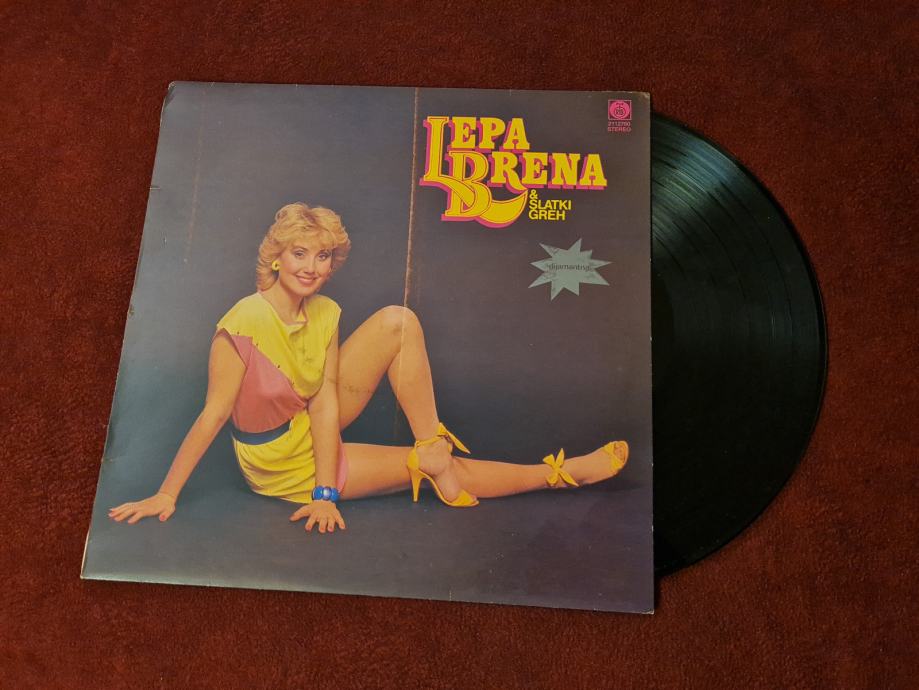 LEPA
BRENA
&
SLATKI
GREH
2112760
STEREO
dijamantna